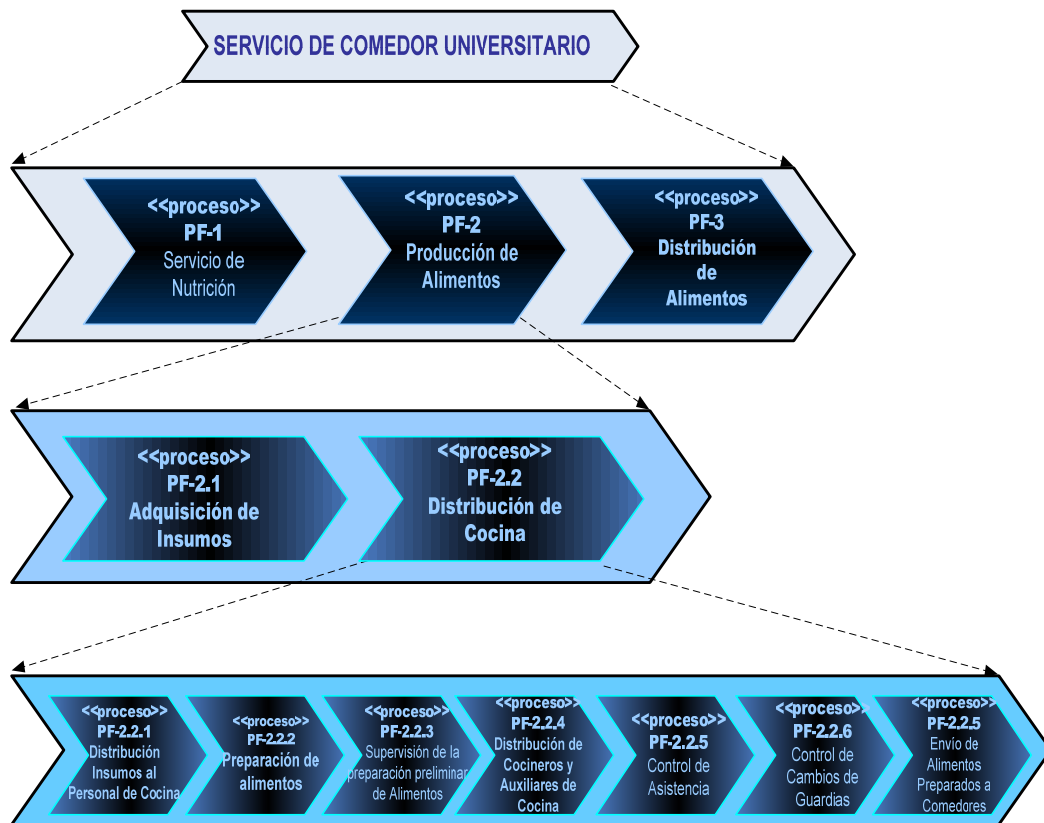 SERVICIO DE COMEDOR UNIVERSITARIO
<<proceso>>
PF-1
Servicio de
Nutrición
<<proceso>>
PF-2
Producción de
Alimentos
<<proceso>>
PF-3
Distribución
de
Alimentos
<<proceso>>
PF-2.1
Adquisición de
Insumos
<<proceso>>
PF-2.2
Distribución de
Cocina
<<proceso>>
PF-2.2.1
Distribución
Insumos al
Personal de Cocina
<<proceso>>
PF-2.2.2
Preparación de
alimentos
<<proceso>>
PF-2.2.3
Supervisión de la
preparación preliminar
de Alimentos
<<proceso>>
PF-2.2.4
Distribución de
Cocineros y
Auxiliares de
Cocina
<<proceso>>
PF-2.2.5
Control de
Asistencia
<<proceso>>
PF-2.2.6
Control de
Cambios de
Guardias
<<proceso>>
PF-2.2.5
Envío de
Alimentos
Preparados a
Comedores